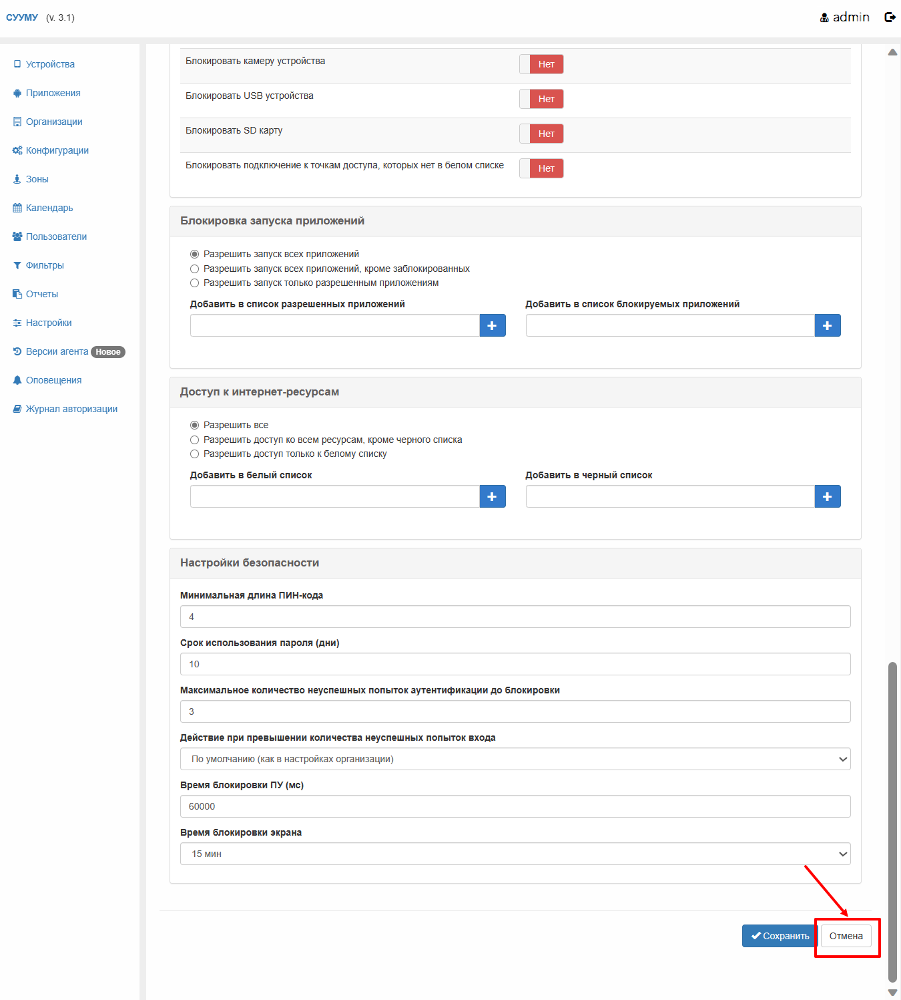 СУУМУ (v. 3.1)
admin
Устройства
Приложения
Организации
Конфигурации
Зоны
Календарь
Пользователи
Фильтры
Отчеты
Настройки
Версии агента Новое
Оповещения
Журнал авторизации
Блокировать камеру устройства Нет
Блокировать USB устройства Нет
Блокировать SD карту Нет
Блокировать подключение к точкам доступа, которых нет в белом списке Нет
Блокировка запуска приложений
Разрешить запуск всех приложений
Разрешить запуск всех приложений, кроме заблокированных
Разрешить запуск только разрешенным приложениям
Добавить в список разрешенных приложений Добавить в список блокируемых приложений
Доступ к интернет-ресурсам
Разрешить все
Разрешить доступ ко всем ресурсам, кроме черного списка
Разрешить доступ только к белому списку
Добавить в белый список Добавить в черный список
Настройки безопасности
Минимальная длина ПИН-кода
4
Срок использования пароля (дни)
10
Максимальное количество неуспешных попыток аутентификации до блокировки
3
Действие при превышении количества неуспешных попыток входа
По умолчанию (как в настройках организации)
Время блокировки ПУ (мс)
60000
Время блокировки экрана
15 мин
Сохранить Отмена